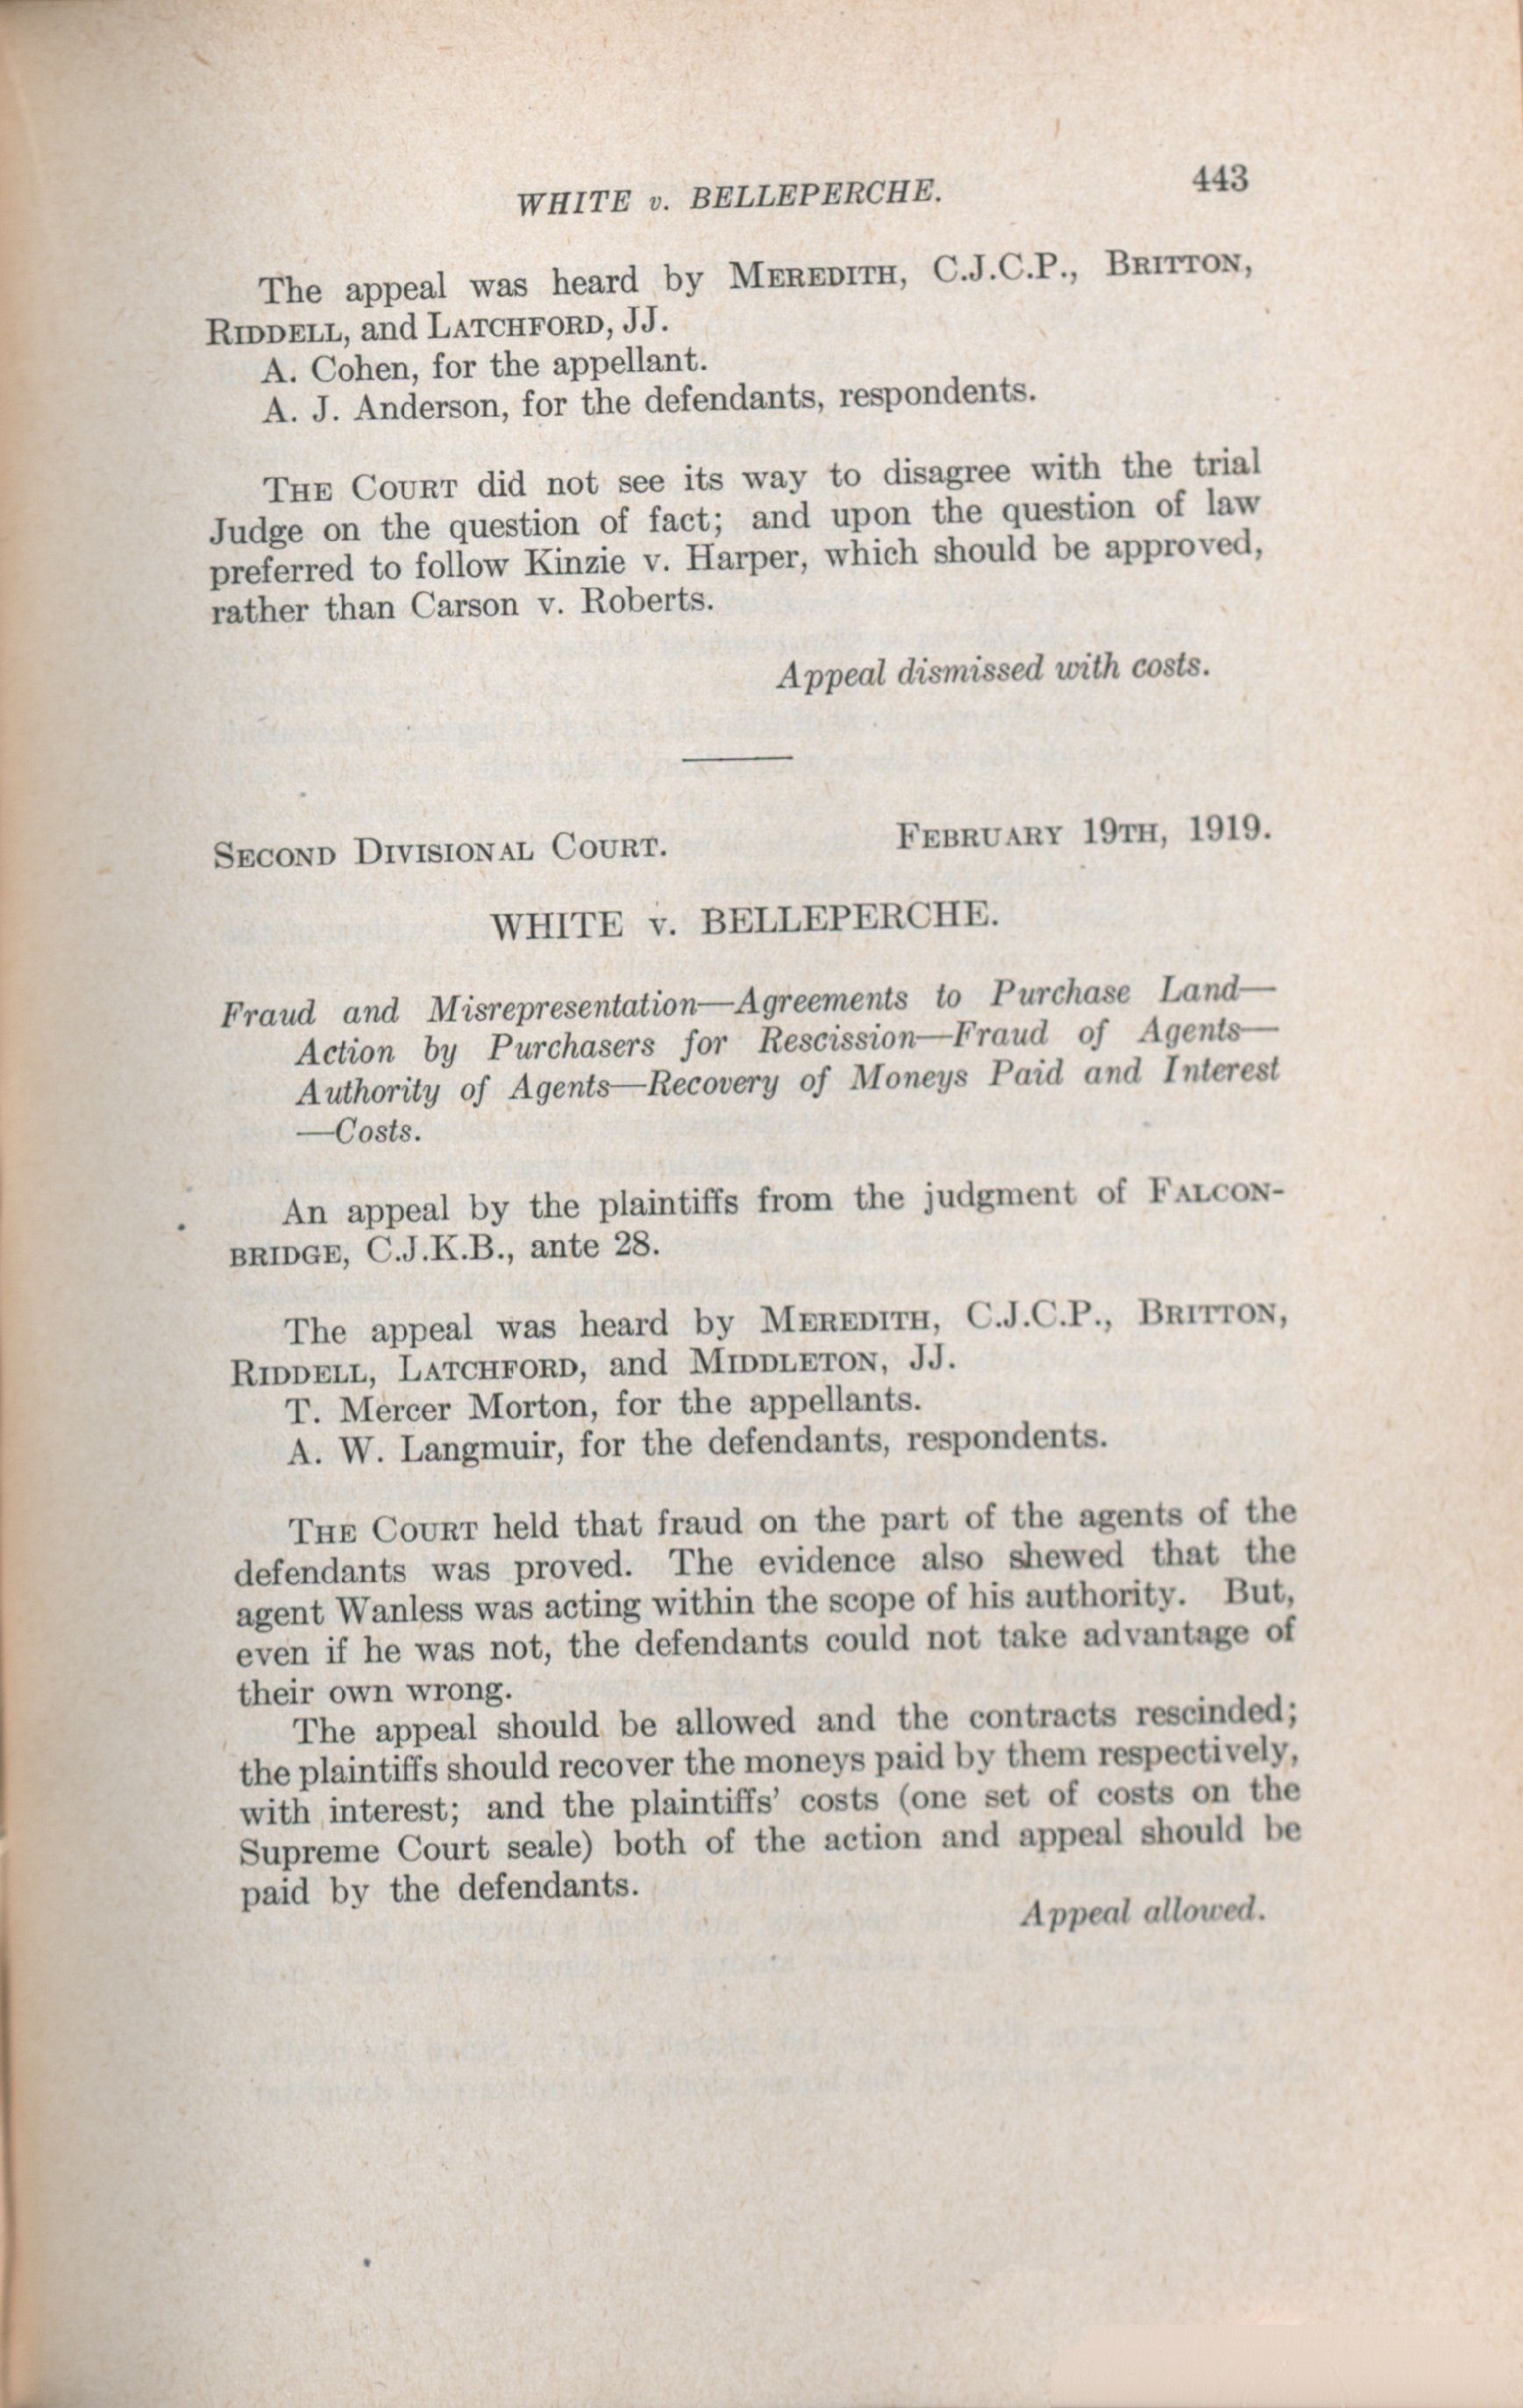 WHITE v. BELLEPERCHE. 443
The appeal was heard by MEREDITH, C.J.C.P., BRITTON,
RIDDELL, and LATCHFORD, JJ.
A. Cohen, for the appellant.
A. J. Anderson, for the defendants, respondents.
THE COURT did not see its way to disagree with the trial
Judge on the question of fact; and upon the question of law
preferred to follow Kinzie v. Harper, which should be approved,
rather than Carson v. Roberts.
Appeal dismissed with costs.
SECOND DIVISIONAL COURT. FEBRUARY 19TH, 1919.
WHITE v. BELLEPERCHE.
Fraud and Misrepresentation—Agreements to Purchase Land—
Action by Purchasers for Rescission—Fraud of Agents—
Authority of Agents—Recovery of Moneys Paid and Interest
—Costs.
An appeal by the plaintiffs from the judgment of FALCON-
BRIDGE, C.J.K.B., ante 28.
The appeal was heard by MEREDITH, C.J.C.P., BRITTON,
RIDDELL, LATCHFORD, and MIDDLETON, JJ.
T. Mercer Morton, for the appellants.
A. W. Langmuir, for the defendants, respondents.
THE COURT held that fraud on the part of the agents of the
defendants was proved. The evidence also shewed that the
agent Wanless was acting within the scope of his authority. But,
even if he was not, the defendants could not take advantage of
their own wrong.
The appeal should be allowed and the contracts rescinded;
the plaintiffs should recover the moneys paid by them respectively,
with interest; and the plaintiffs' costs (one set of costs on the
Supreme Court seale) both of the action and appeal should be
paid by the defendants.
Appeal allowed.